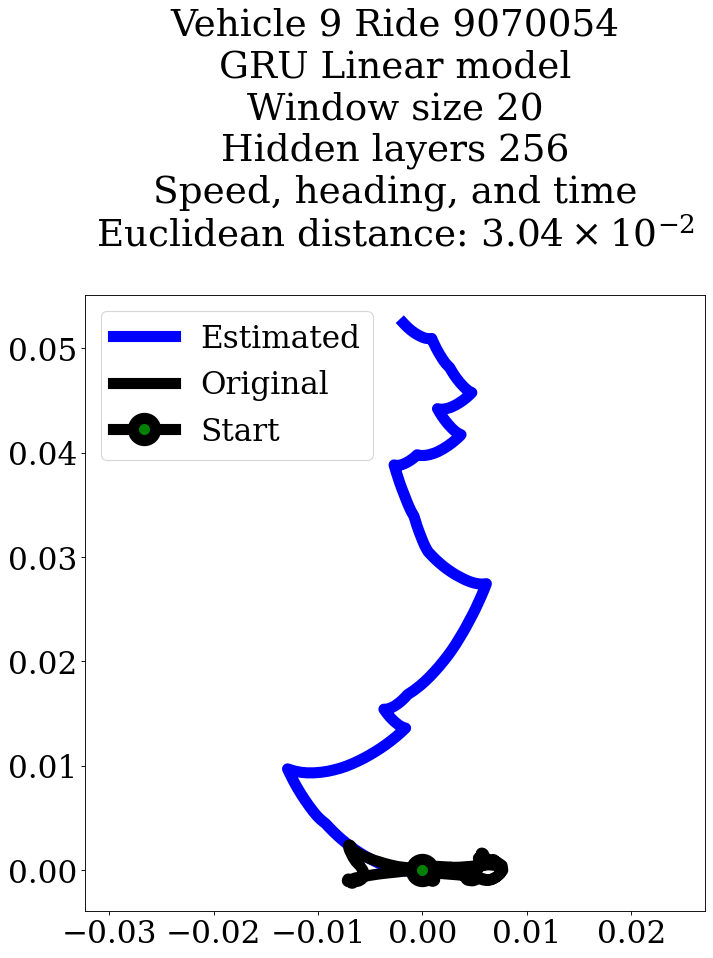 Vehicle 9 Ride 9070054
GRU Linear model
Window size 20
Hidden layers 256
Speed, heading, and time
Euclidean distance: 3.04 × 10⁻²
Estimated
Original
Start
0.05
0.04
0.03
0.02
0.01
0.00
−0.03 −0.02 −0.01 0.00 0.01 0.02